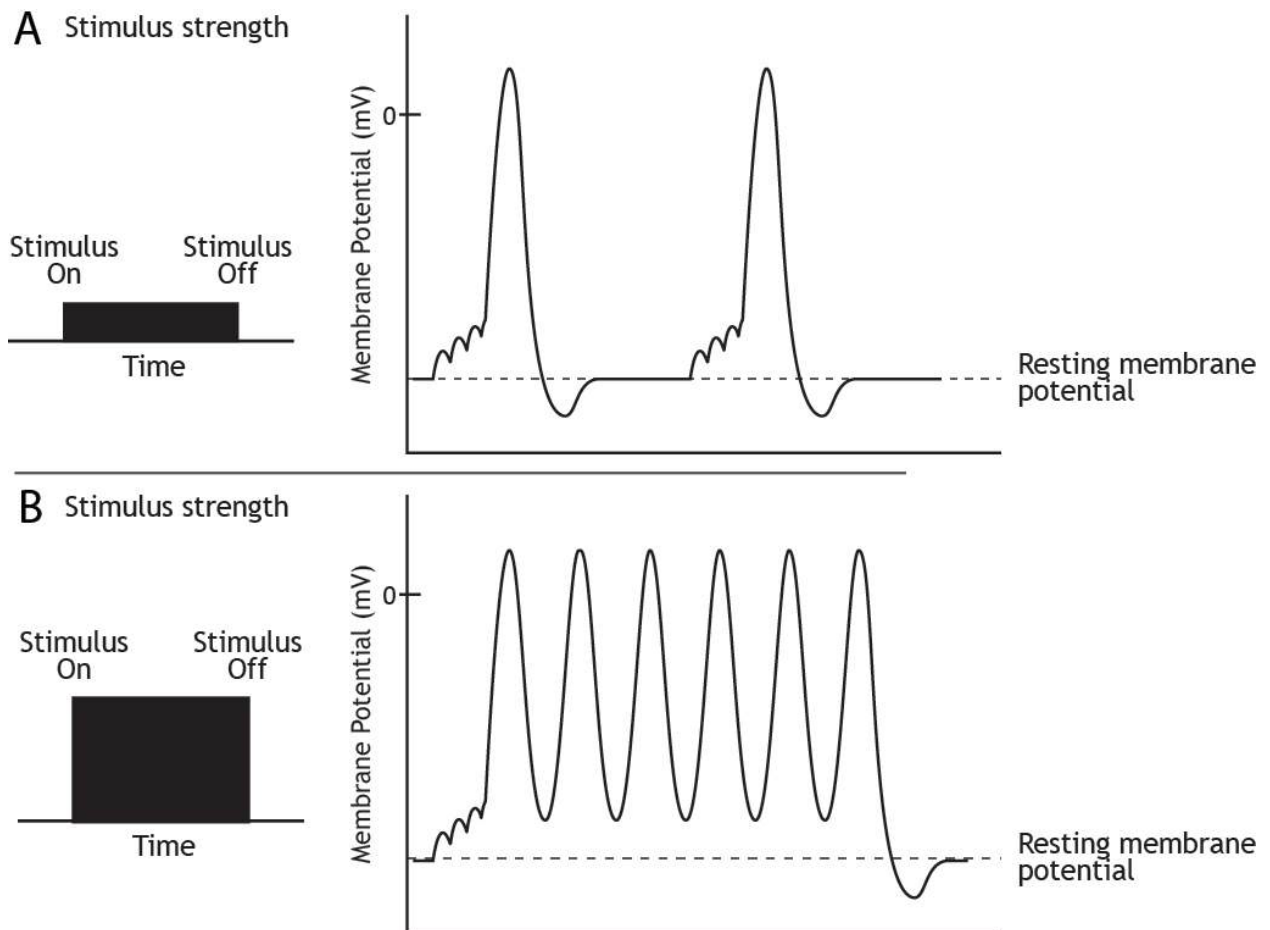 A Stimulus strength
Membrane Potential (mV)
0
Stimulus
On
Stimulus
Off
Time
Resting membrane
potential
B Stimulus strength
Membrane Potential (mV)
0
Stimulus
On
Stimulus
Off
Time
Resting membrane
potential